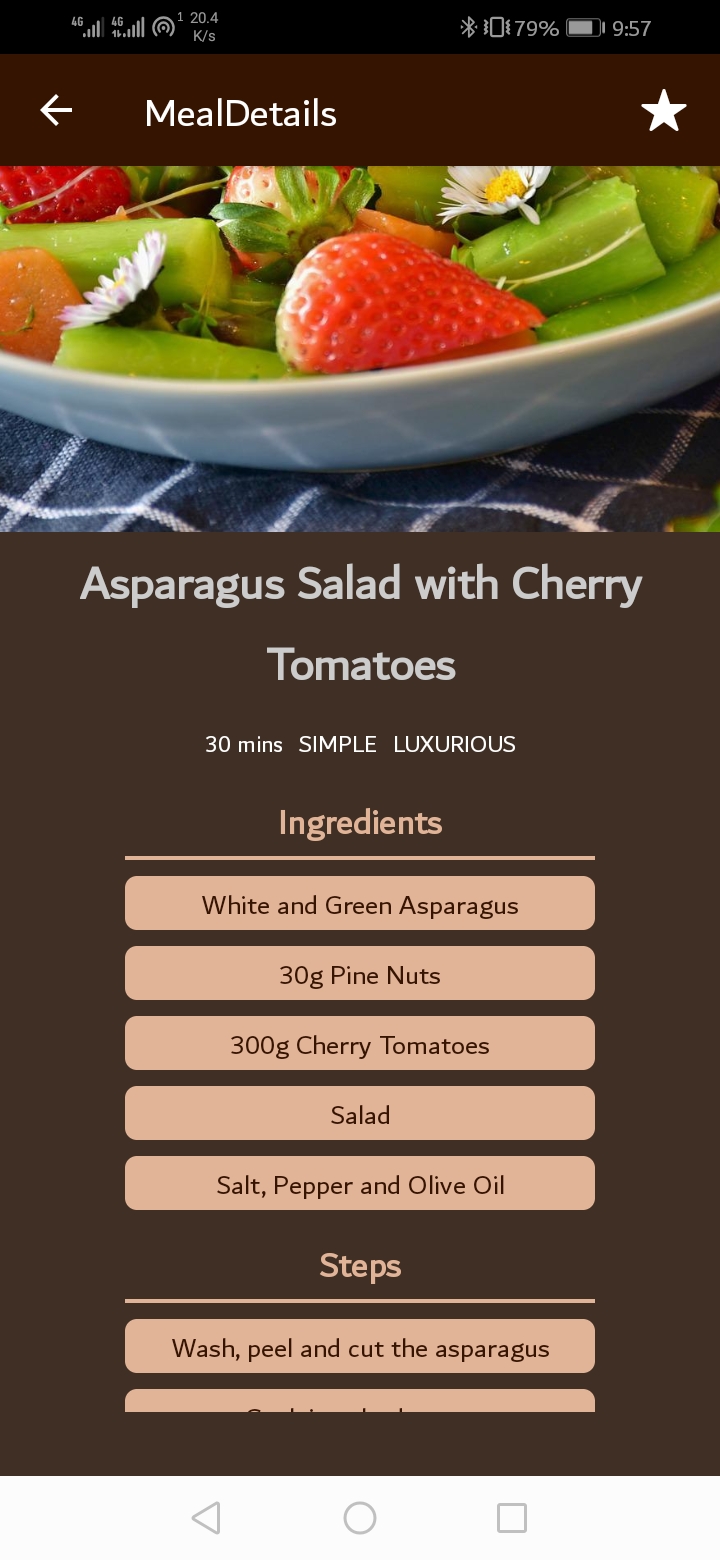 4G 4G 1 20.4 K/s 79% 9:57
MealDetails
Asparagus Salad with Cherry
Tomatoes
30 mins SIMPLE LUXURIOUS
Ingredients
White and Green Asparagus
30g Pine Nuts
300g Cherry Tomatoes
Salad
Salt, Pepper and Olive Oil
Steps
Wash, peel and cut the asparagus